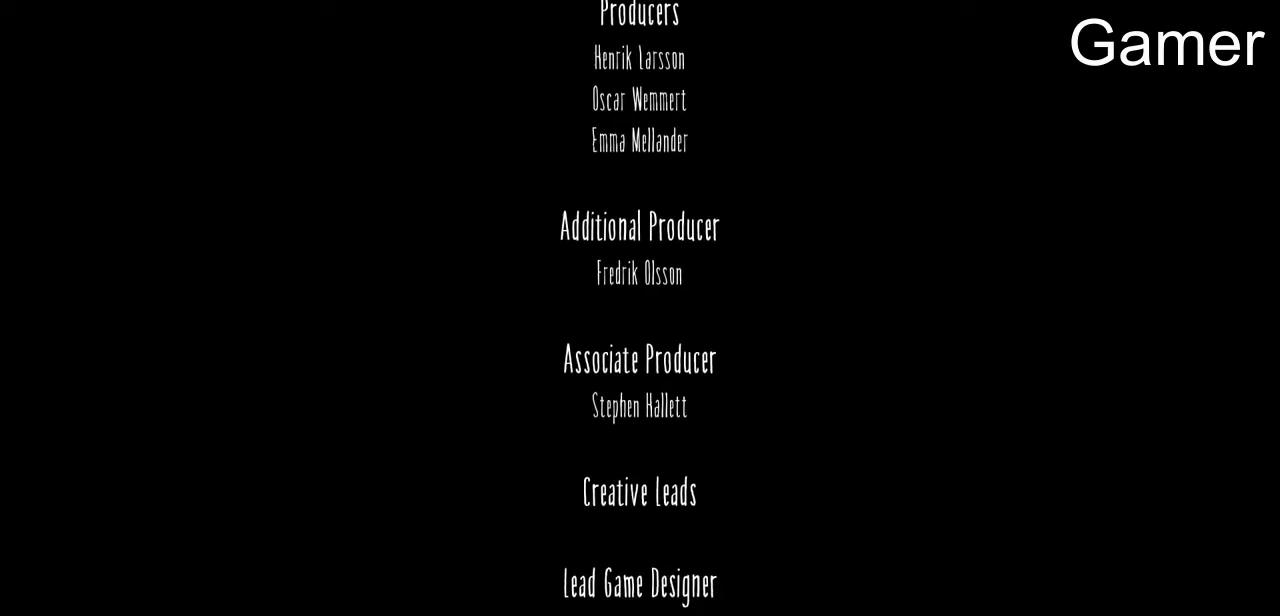 Gamer
Producers
Henrik Larsson
Oscar Wemmert
Emma Mellander
Additional Producer
Fredrik Olsson
Associate Producer
Stephen Hallett
Creative Leads
Lead Game Designer